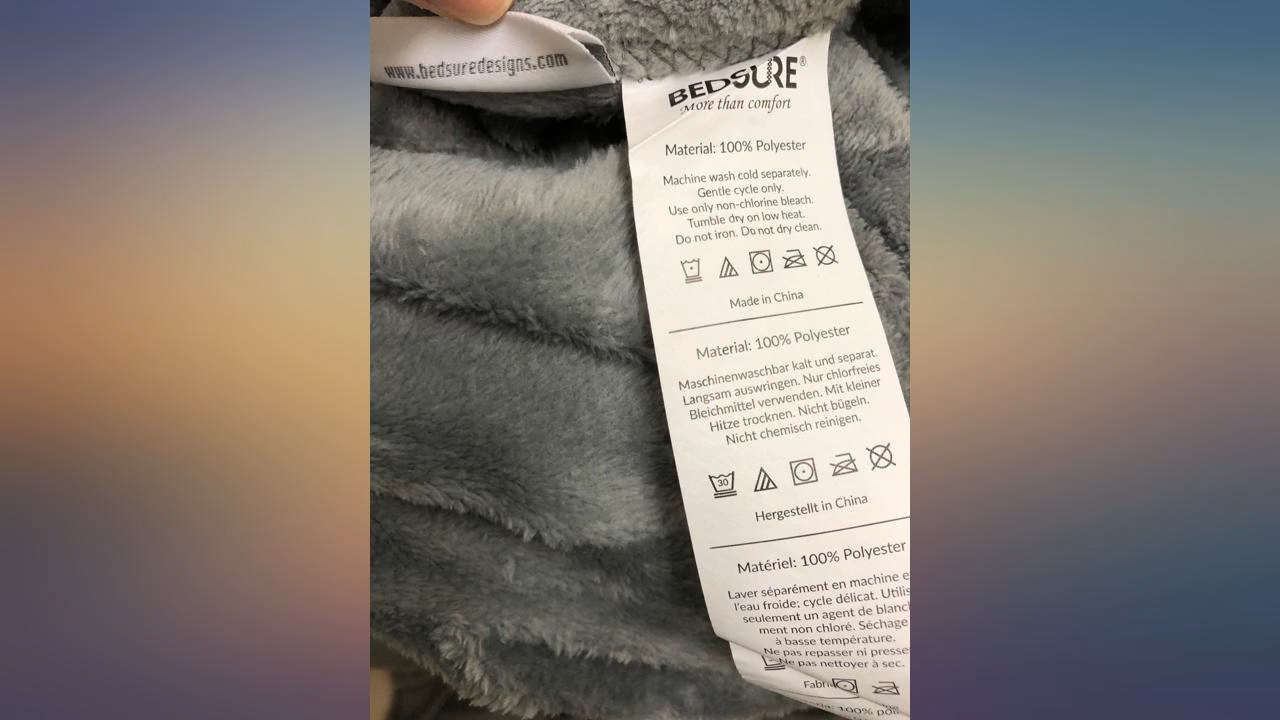 www.bedsuredesigns.com
BEDSURE®
More than comfort
Material: 100% Polyester
Machine wash cold separately.
Gentle cycle only.
Use only non-chlorine bleach.
Tumble dry on low heat.
Do not iron. Do not dry clean.
Made in China
Material: 100% Polyester
Maschinenwaschbar kalt und separat.
Langsam auswringen. Nur chlorfreies
Bleichmittel verwenden. Mit kleiner
Hitze trocknen. Nicht bügeln.
Nicht chemisch reinigen.
30
Hergestellt in China
Matériel: 100% Polyester
Laver séparément en machine
l'eau froide; cycle délicat.
seulement un agent de
ment non chloré. Séchage
à basse température.
Ne pas repasser ni
Ne pas nettoyer à sec.
100%